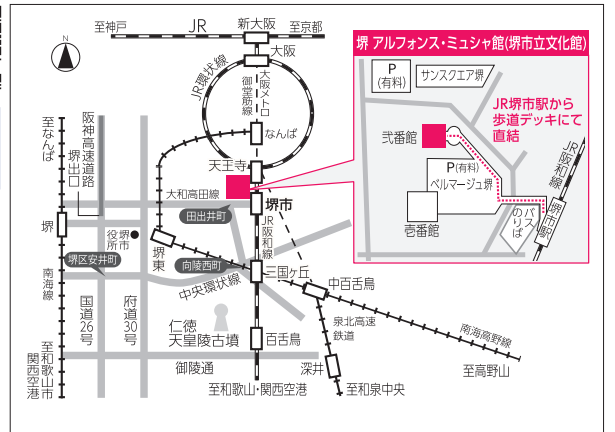 至神戸
JR
新大阪
至京都
N
大阪
JR環状線
大阪メトロ
御堂筋線
なんば
天王寺
至なんば
阪神高速道路
堺出口
大和高田線
田出井町
堺市
JR阪和線
堺
堺市
役所
堺東
堺区安井町
向陵西町
三国ヶ丘
中央環状線
中百舌鳥
南海線
国道26号
府道30号
仁徳
天皇陵古墳
百舌鳥
泉北高速
鉄道
南海高野線
御陵通
深井
至高野山
至和歌山市
関西空港
至和歌山・関西空港
至和泉中央
堺 アルフォンス・ミュシャ館(堺市立文化館)
P
(有料)
サンスクエア堺
JR堺市駅から
歩道デッキにて
直結
弐番館
P(有料)
ベルマージュ堺
壱番館
JR阪和線
堺市駅
バス
のりば